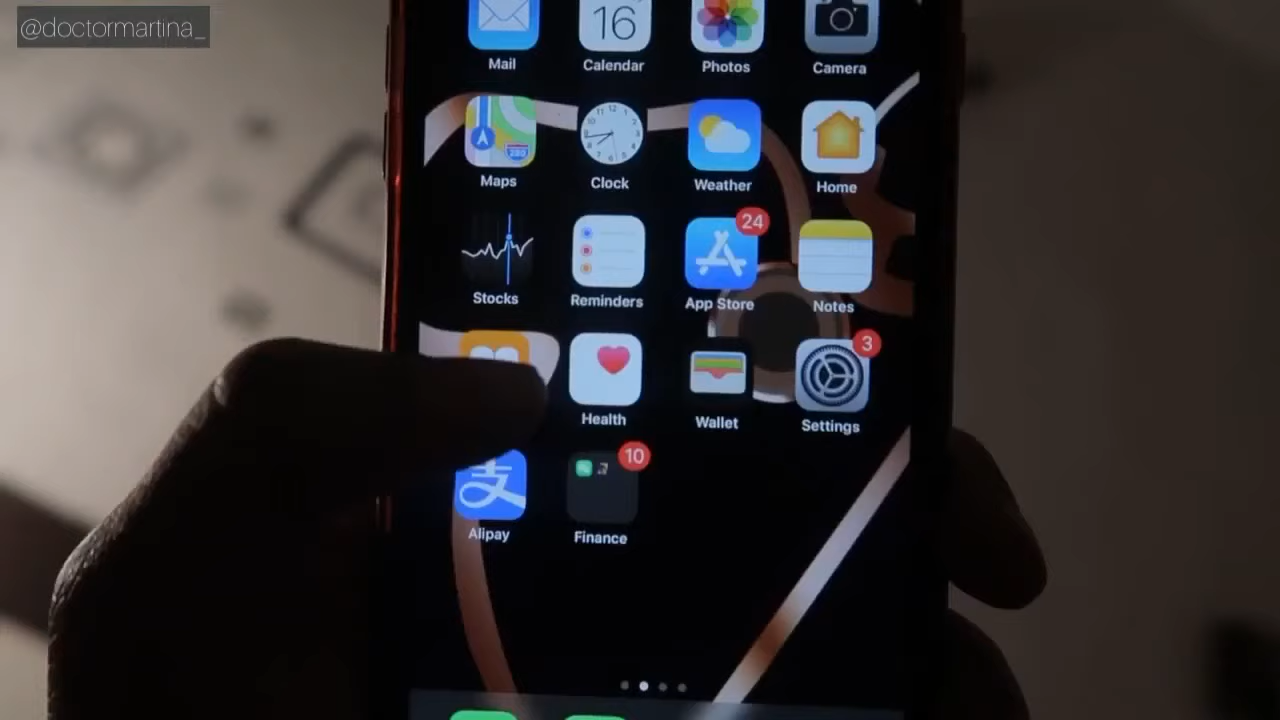 @doctormartina_
16
Mail
Calendar
Photos
Camera
280
Maps
Clock
Weather
Home
24
Stocks
Reminders
App Store
Notes
3
Health
Wallet
Settings
支
10
Alipay
Finance